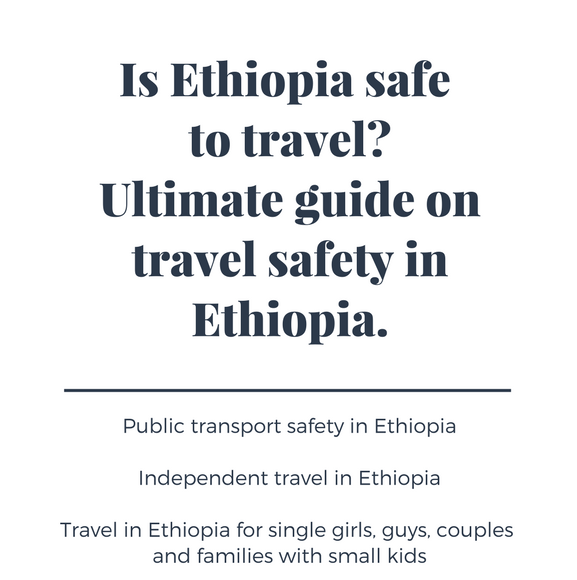 Is Ethiopia safe
to travel?
Ultimate guide on
travel safety in
Ethiopia.
Public transport safety in Ethiopia
Independent travel in Ethiopia
Travel in Ethiopia for single girls, guys, couples
and families with small kids